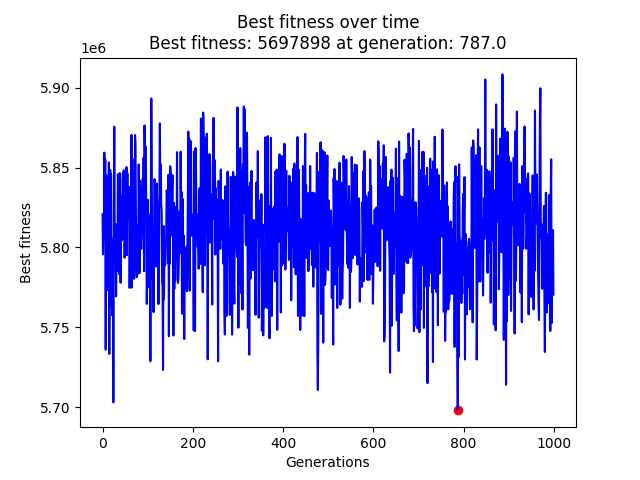 Best fitness over time
Best fitness: 5697898 at generation: 787.0
1e6
5.90
5.85
5.80
5.75
5.70
Best fitness
0 200 400 600 800 1000
Generations